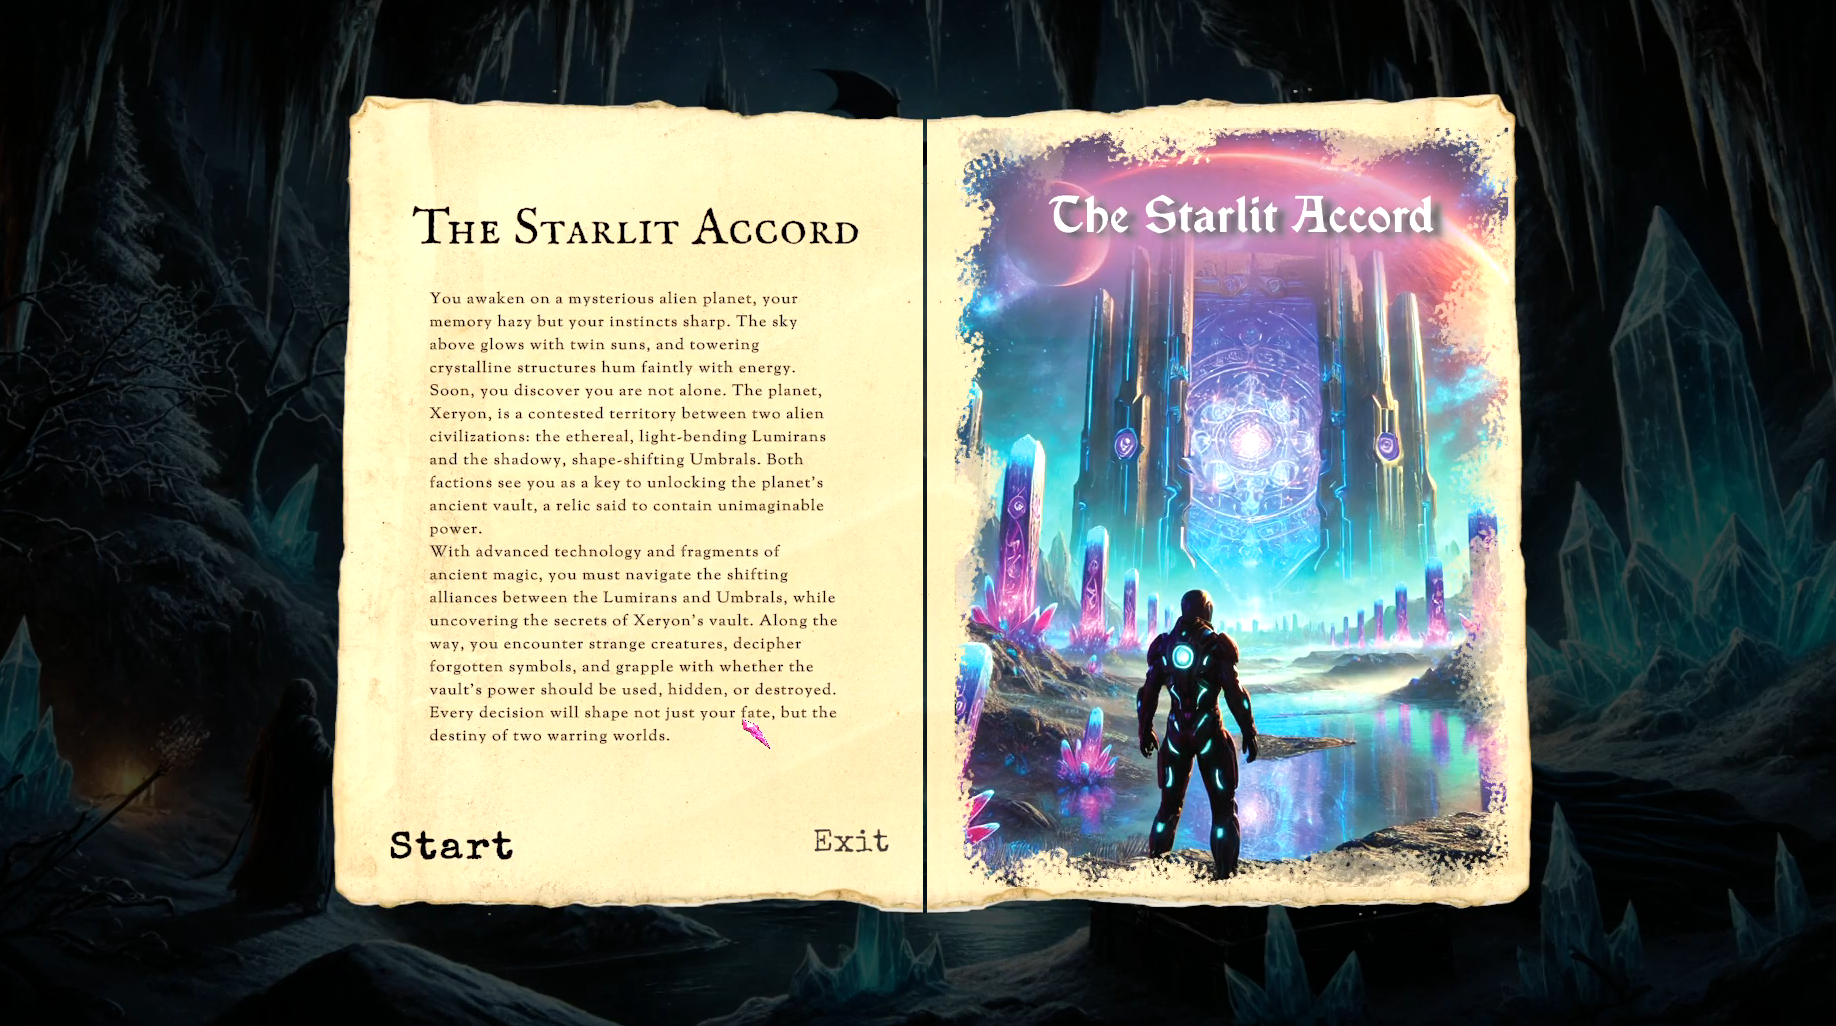 The Starlit Accord
You awaken on a mysterious alien planet, your
memory hazy but your instincts sharp. The sky
above glows with twin suns, and towering
crystalline structures hum faintly with energy.
Soon, you discover you are not alone. The planet,
Xeryon, is a contested territory between two alien
civilizations: the ethereal, light-bending Lumirans
and the shadowy, shape-shifting Umbrals. Both
factions see you as a key to unlocking the planet's
ancient vault, a relic said to contain unimaginable
power.
With advanced technology and fragments of
ancient magic, you must navigate the shifting
alliances between the Lumirans and Umbrals, while
uncovering the secrets of Xeryon's vault. Along the
way, you encounter strange creatures, decipher
forgotten symbols, and grapple with whether the
vault's power should be used, hidden, or destroyed.
Every decision will shape not just your fate, but the
destiny of two warring worlds.
Start
Exit
The Starlit Accord